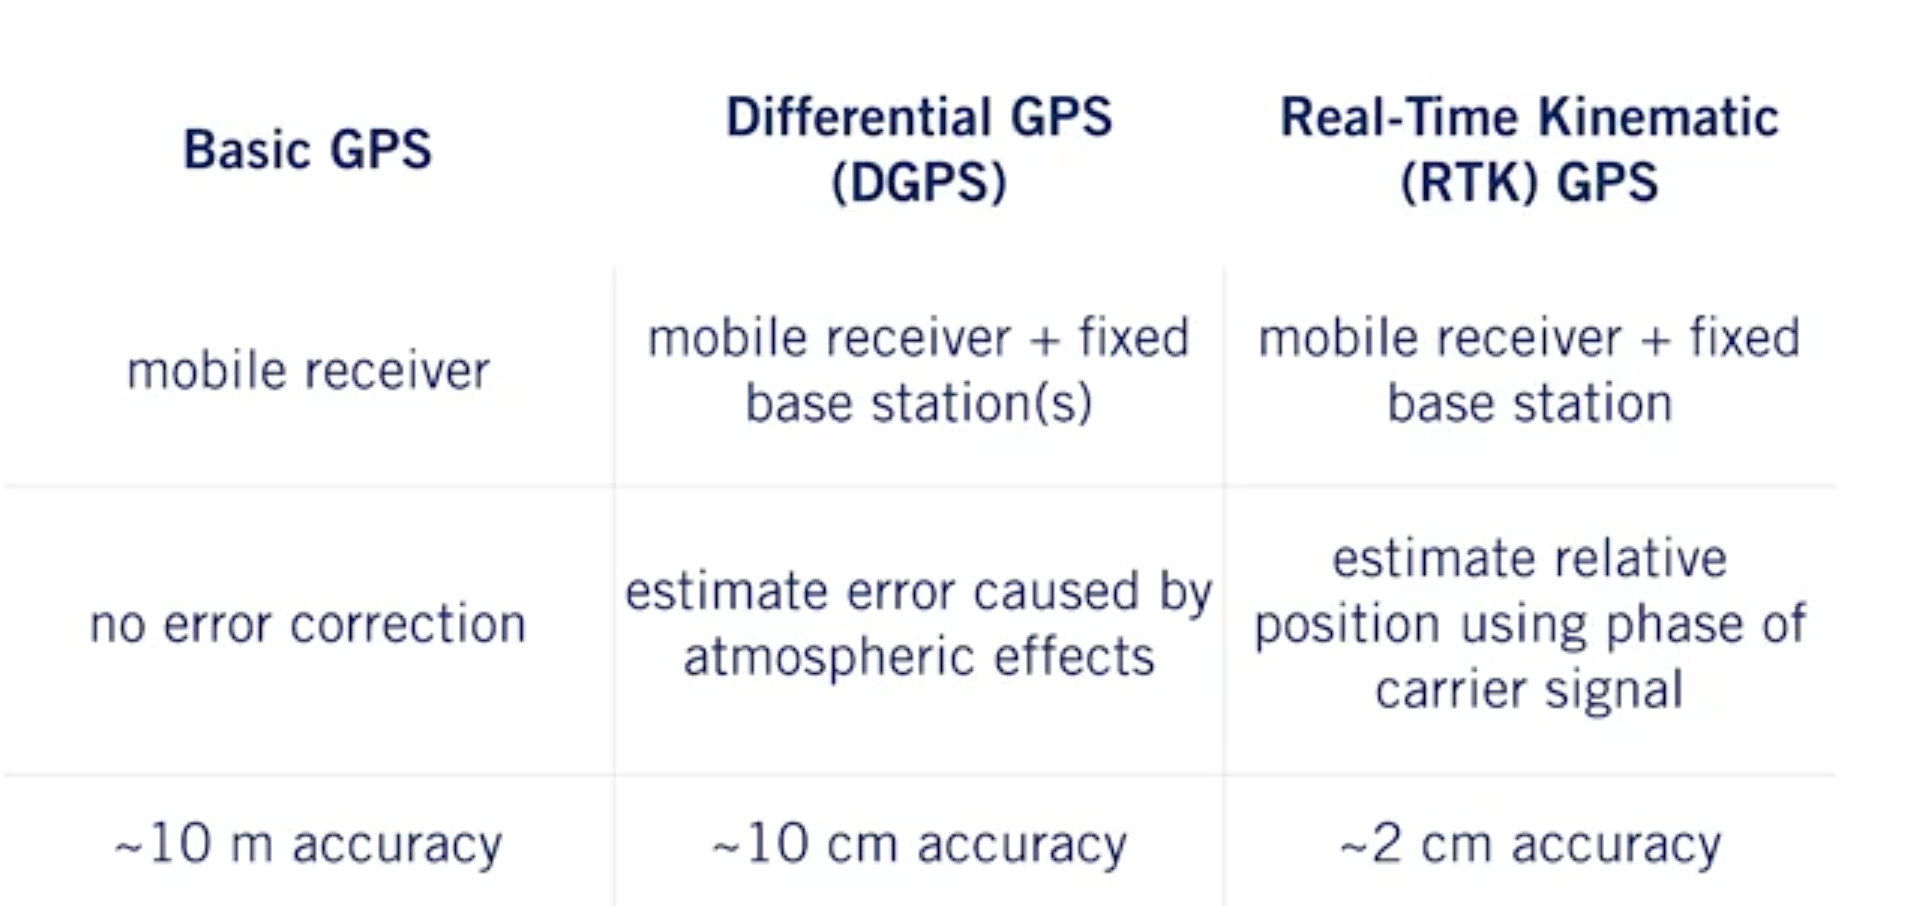 Basic GPS
Differential GPS
(DGPS)
Real-Time Kinematic
(RTK) GPS
mobile receiver
mobile receiver + fixed
base station(s)
mobile receiver + fixed
base station
no error correction
estimate error caused by
atmospheric effects
estimate relative
position using phase of
carrier signal
~10 m accuracy
~10 cm accuracy
~2 cm accuracy